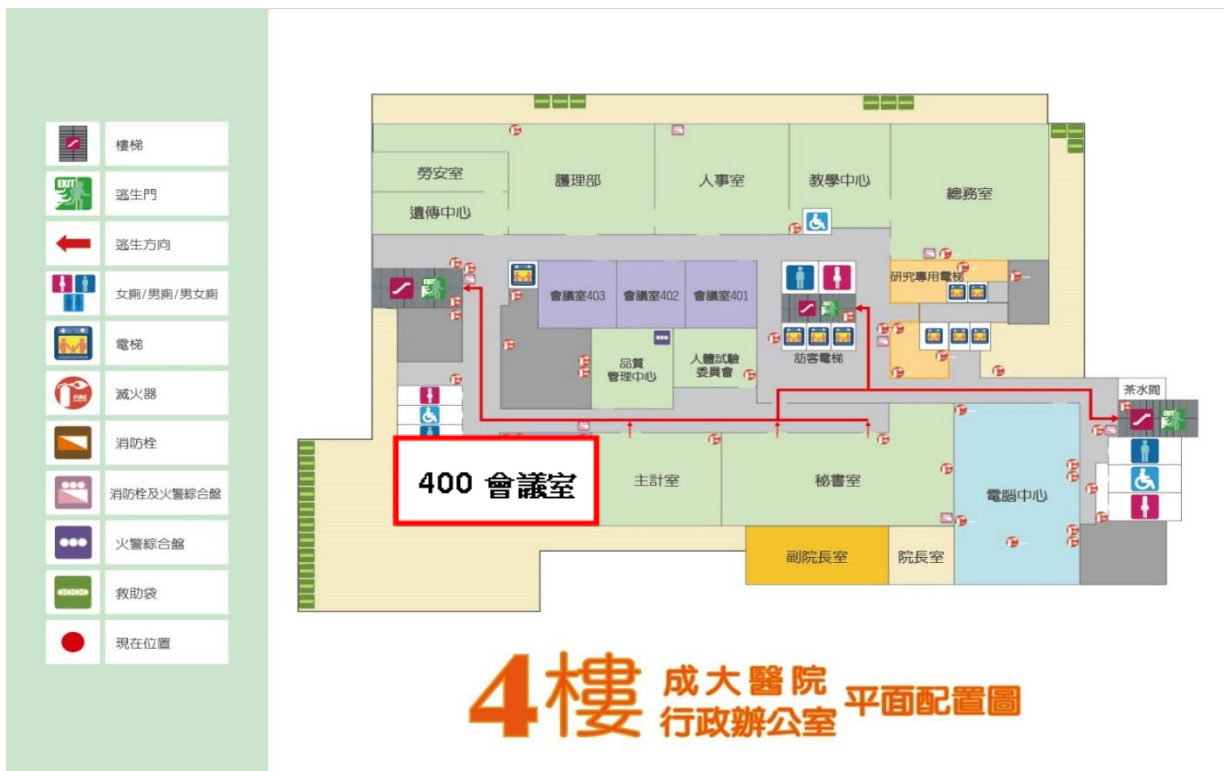 樓梯
逃生門
逃生方向
女廁/男廁/男女廁
電梯
滅火器
消防栓
消防栓及火警綜合盤
火警綜合盤
救助袋
現在位置
EXIT
FIRE
勞安室
遺傳中心
護理部
人事室
教學中心
總務室
研究專用電梯
會議室403
會議室402
會議室401
EXIT
EXIT
訪客電梯
品質
管理中心
人體試驗
委員會
茶水間
EXIT
400 會議室
主計室
秘書室
電腦中心
副院長室
院長室
4樓
成大醫院
行政辦公室
平面配置圖